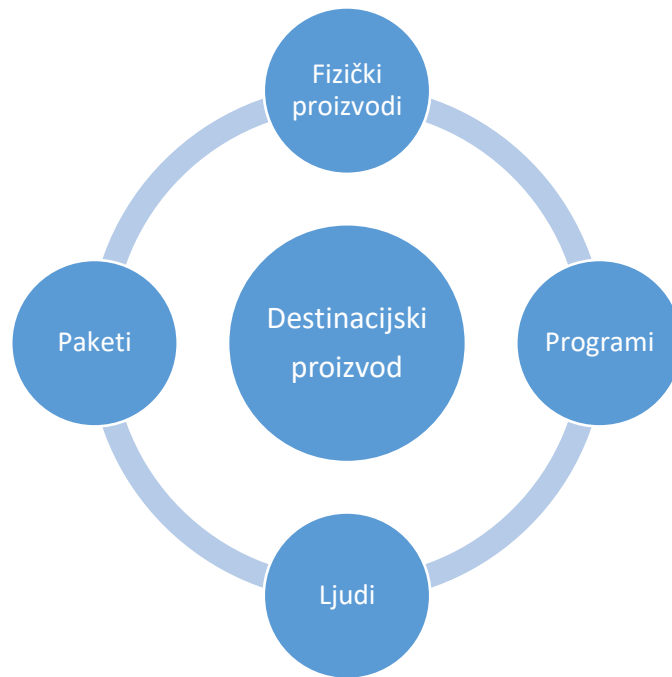 Fizički
proizvodi
Paketi
Destinacijski
proizvod
Programi
Ljudi